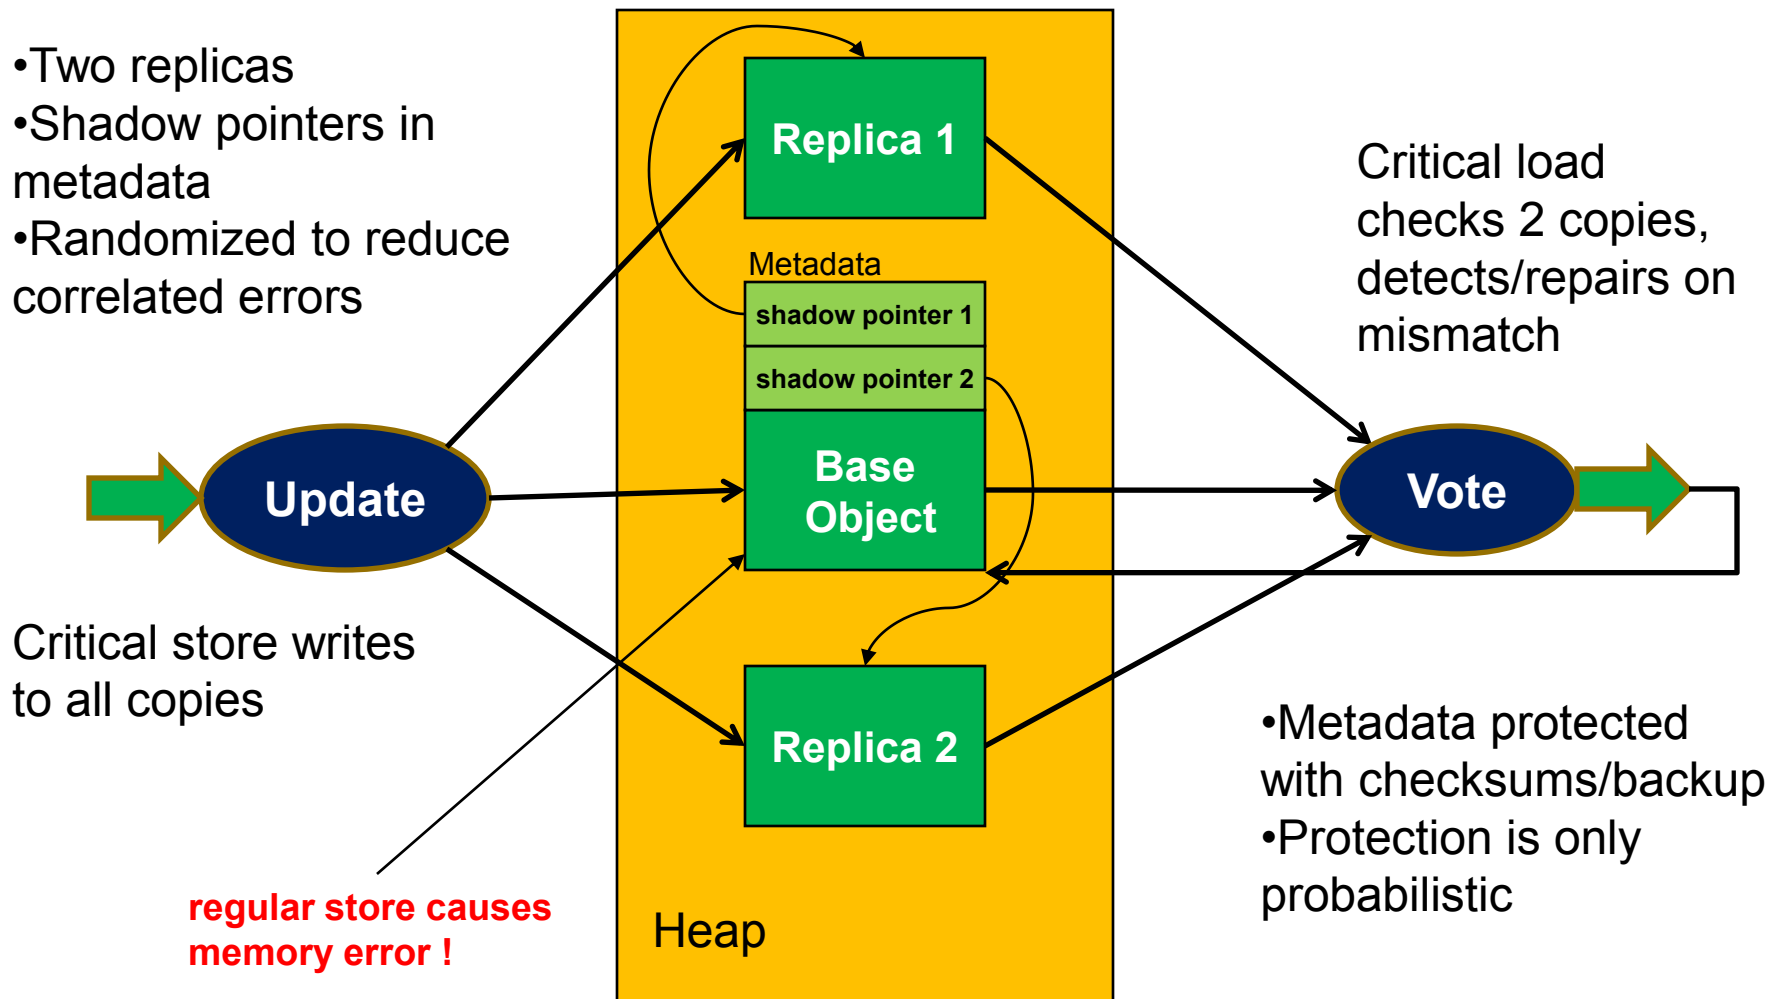 •Two replicas
•Shadow pointers in
metadata
•Randomized to reduce
correlated errors
Replica 1
Critical load
checks 2 copies,
detects/repairs on
mismatch
Metadata
shadow pointer 1
shadow pointer 2
Update
Base
Object
Vote
Critical store writes
to all copies
Replica 2
•Metadata protected
with checksums/backup
•Protection is only
probabilistic
regular store causes
memory error !
Heap